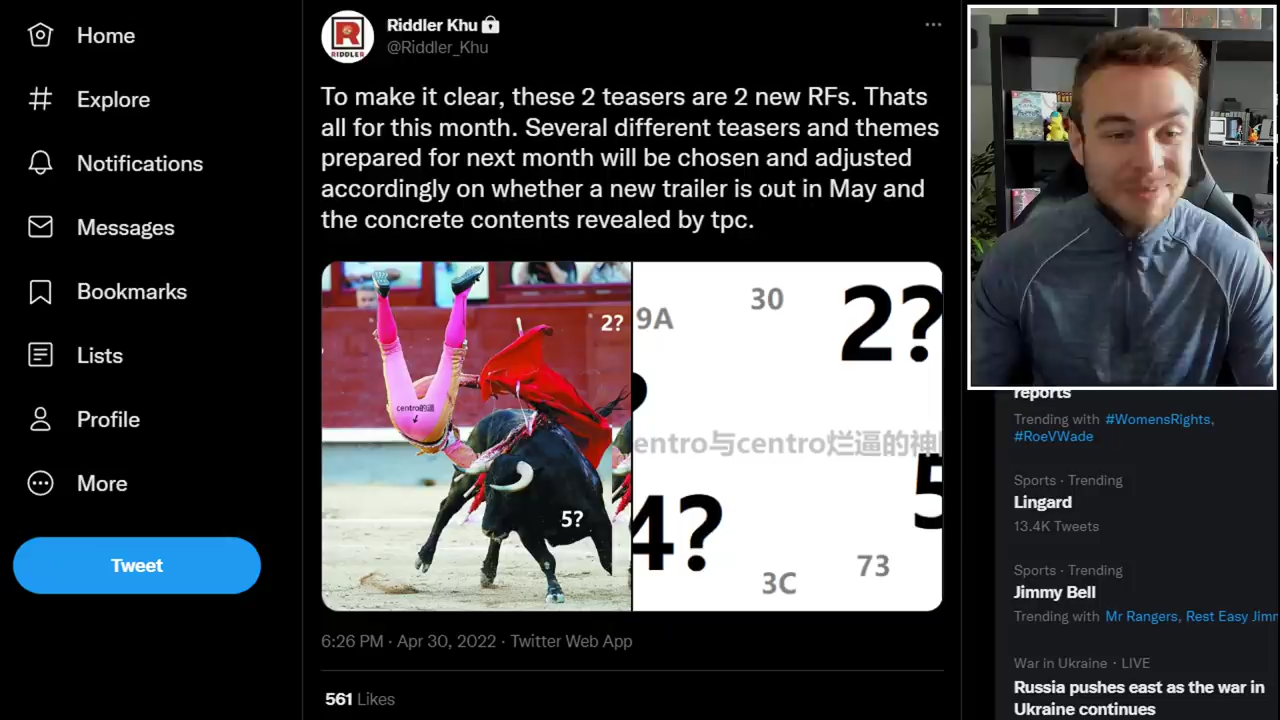 Home
Explore
Notifications
Messages
Bookmarks
Lists
Profile
More
Tweet
RIDDLER
Riddler Khu
@Riddler_Khu
To make it clear, these 2 teasers are 2 new RFs. Thats
all for this month. Several different teasers and themes
prepared for next month will be chosen and adjusted
accordingly on whether a new trailer is out in May and
the concrete contents revealed by tpc.
2?
centro的逼
5?
9A
30
2?
entro与centro烂逼的神
4?
5
3C
73
6:26 PM · Apr 30, 2022 · Twitter Web App
561 Likes
reports
Trending with #WomensRights,
#RoeVWade
Sports · Trending
Lingard
13.4K Tweets
Sports · Trending
Jimmy Bell
Trending with Mr Rangers, Rest Easy Jimm
War in Ukraine · LIVE
Russia pushes east as the war in
Ukraine continues